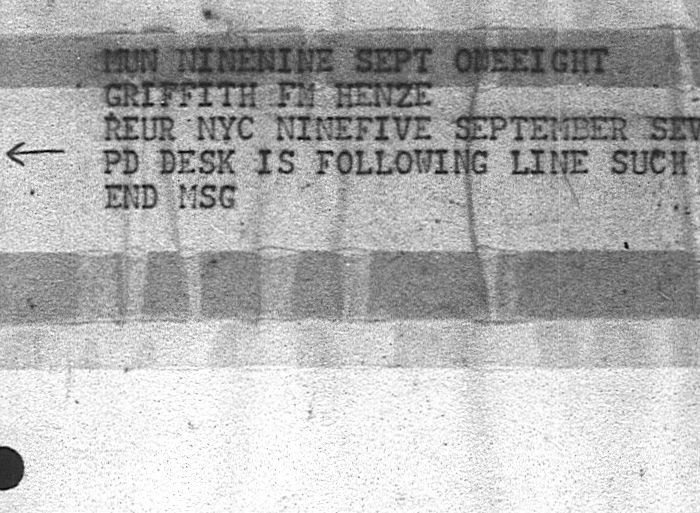 MUN NINENINE SEPT ONEEIGHT
GRIFFITH FM HENZE
REUR NYC NINEFIVE SEPTEMBER
PD DESK IS FOLLOWING LINE SUCH
END MSG